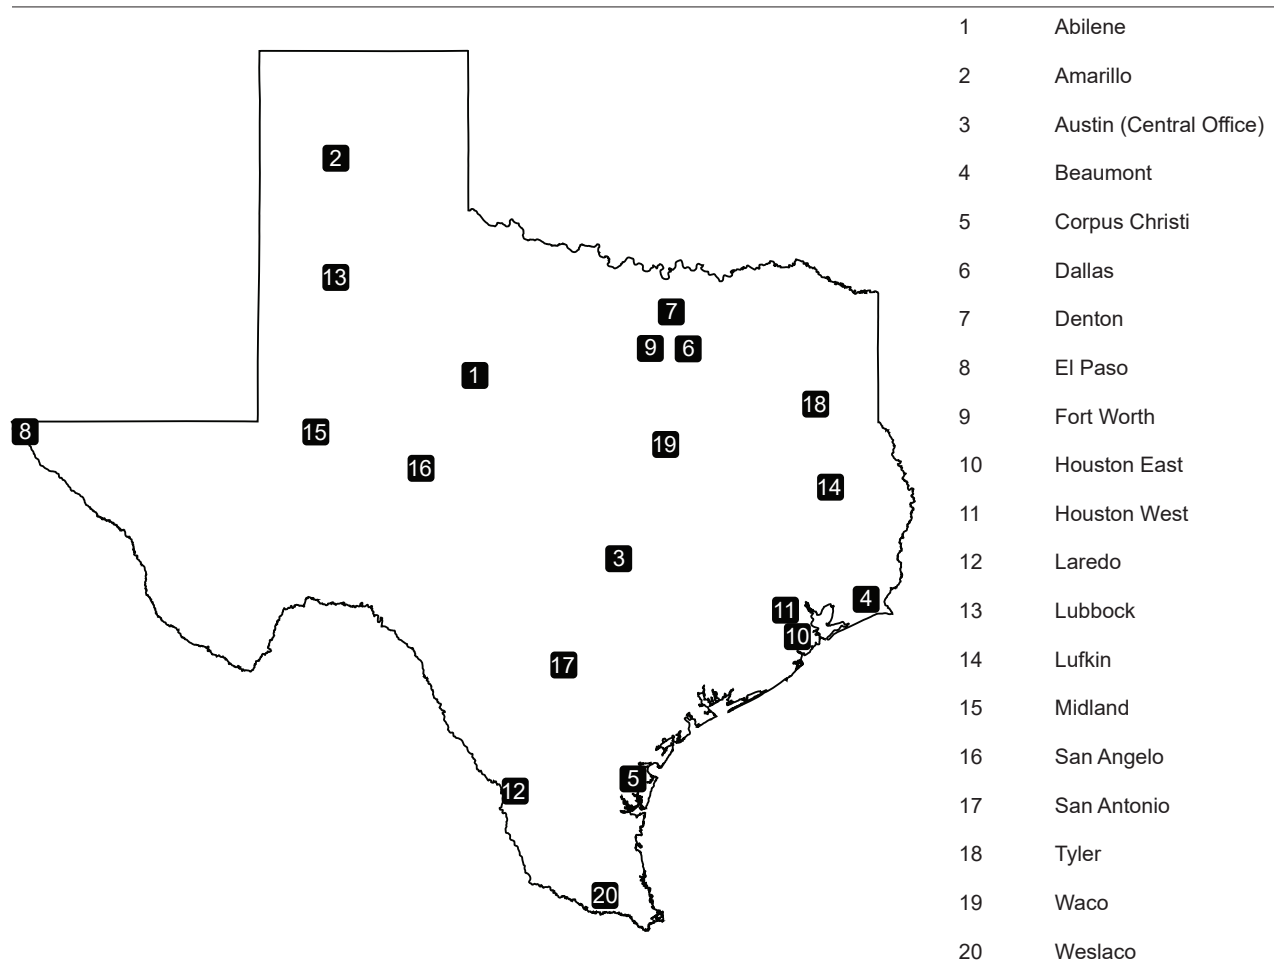 1 Abilene
2 Amarillo
3 Austin (Central Office)
4 Beaumont
5 Corpus Christi
6 Dallas
7 Denton
8 El Paso
9 Fort Worth
10 Houston East
11 Houston West
12 Laredo
13 Lubbock
14 Lufkin
15 Midland
16 San Angelo
17 San Antonio
18 Tyler
19 Waco
20 Weslaco
2
13
7
9 6
1
18
8
15
19
16
14
3
4
11
10
17
5
12
20